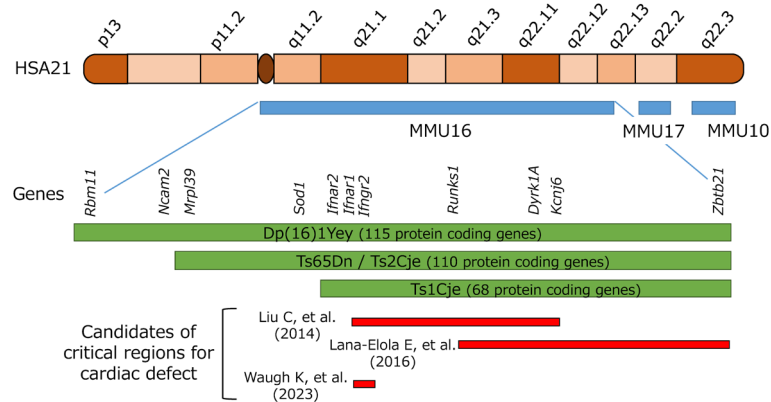 p13 p11.2 q11.2 q21.1 q21.2 q21.3 q22.11 q22.12 q22.13 q22.2 q22.3
HSA21
MMU16 MMU17 MMU10
Genes Rbm11 Ncam2 Mrpl39 Sod1 Ifnar2 Ifnar1 Ifngr2 Runks1 Dyrk1A Kcnj6 Zbtb21
Dp(16)1Yey (115 protein coding genes)
Ts65Dn / Ts2Cje (110 protein coding genes)
Ts1Cje (68 protein coding genes)
Candidates of
critical regions for
cardiac defect
Liu C, et al.
(2014)
Lana-Elola E, et al.
(2016)
Waugh K, et al.
(2023)